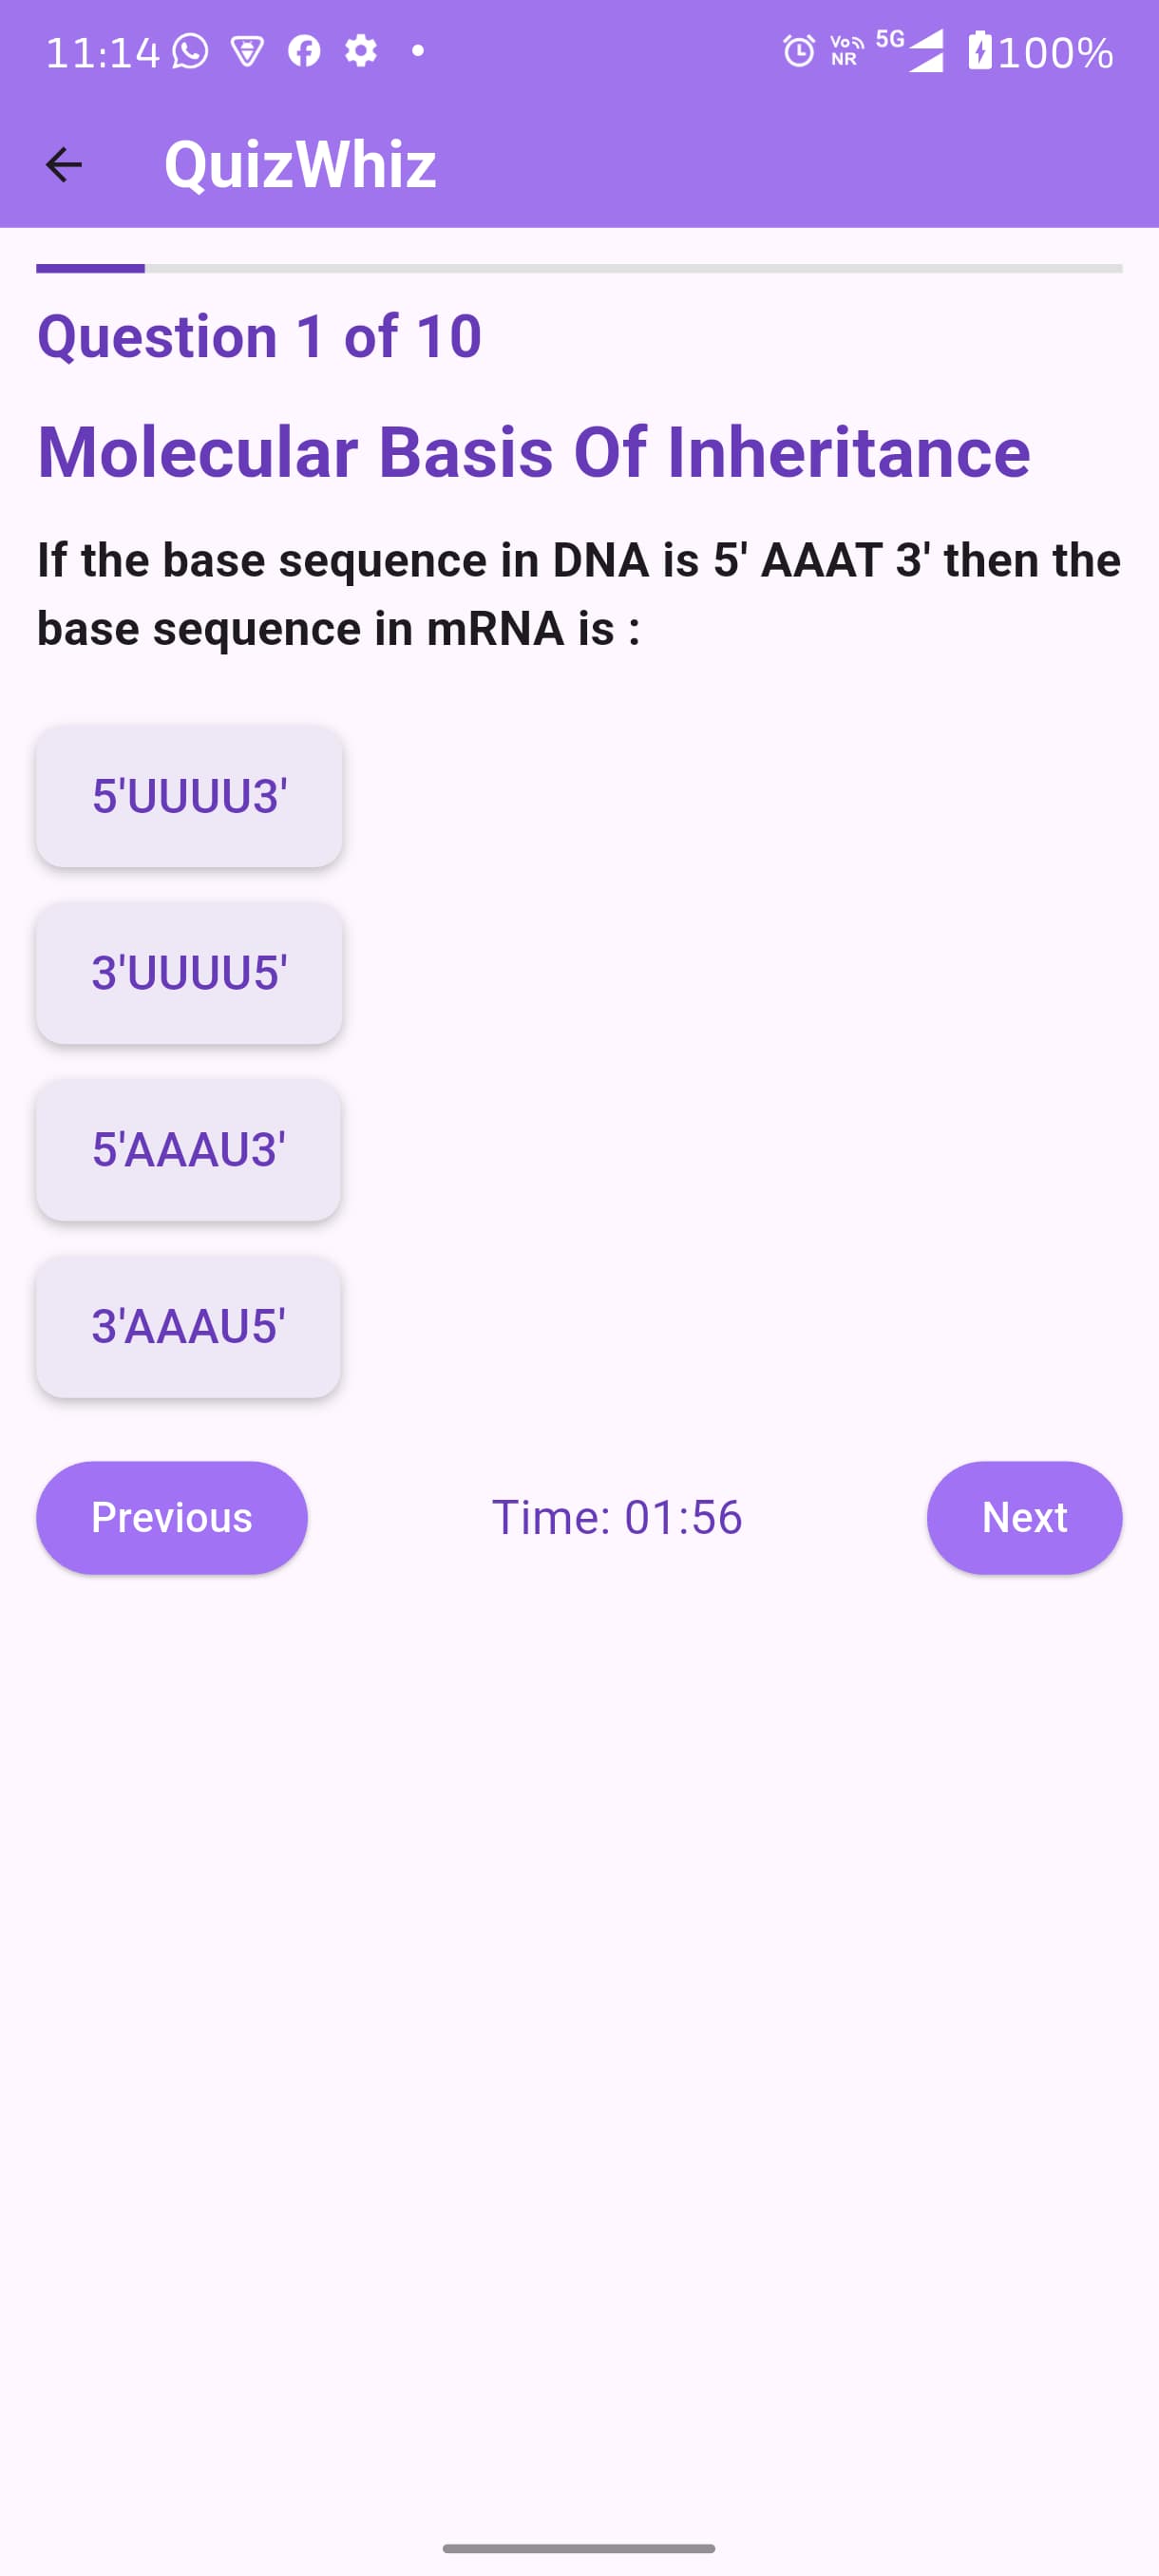 11:14
Vo NR 5G 100%
QuizWhiz
Question 1 of 10
Molecular Basis Of Inheritance
If the base sequence in DNA is 5' AAAT 3' then the
base sequence in mRNA is :
5'UUUU3'
3'UUUU5'
5'AAAU3'
3'AAAU5'
Previous Time: 01:56 Next